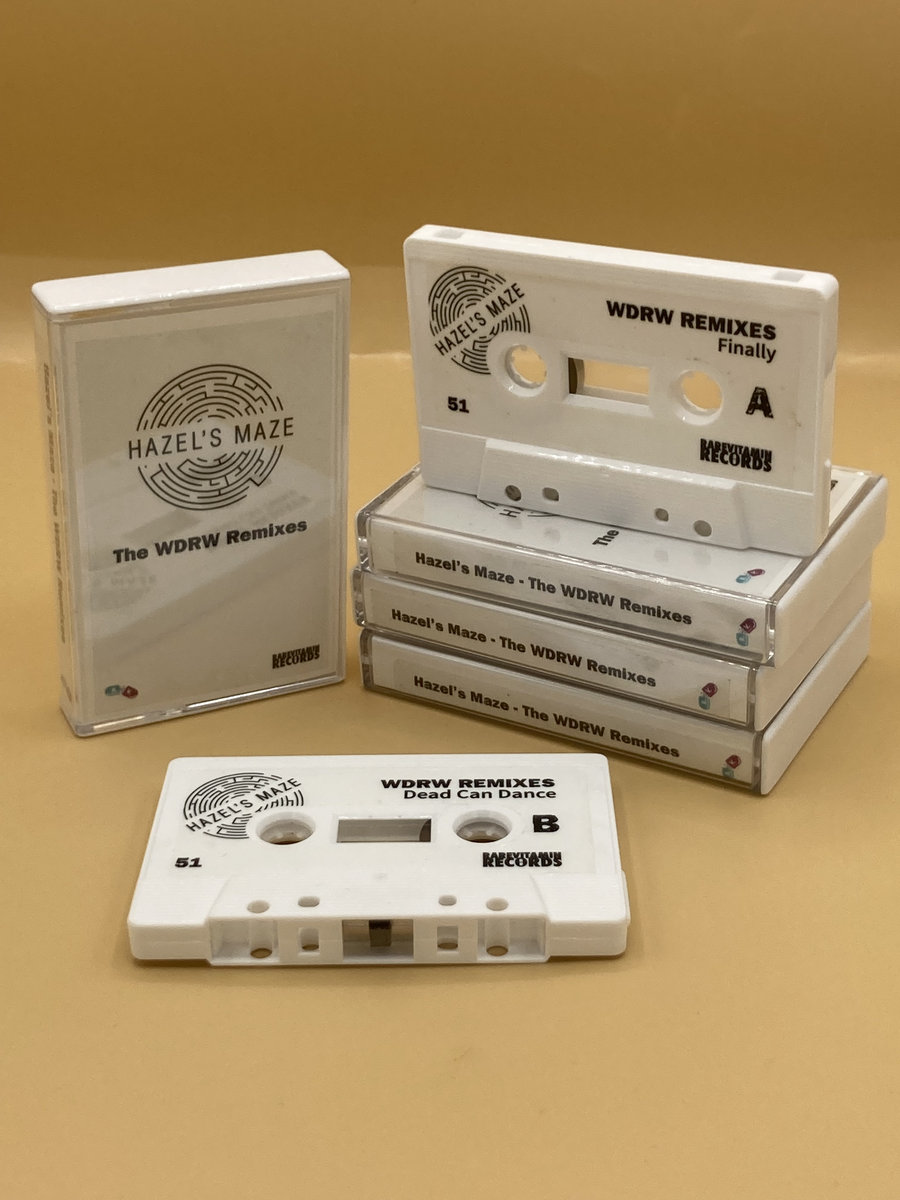 HAZEL'S MAZE
The WDRW Remixes
RAREVITAMIN
RECORDS
HAZEL'S MAZE
WDRW REMIXES
Finally
51
A
RAREVITAMIN
RECORDS
The
Hazel's Maze - The WDRW Remixes
Hazel's Maze - The WDRW Remixes
Hazel's Maze - The WDRW Remixes
HAZEL'S MAZE
WDRW REMIXES
Dead Can Dance
B
51
RAREVITAMIN
RECORDS